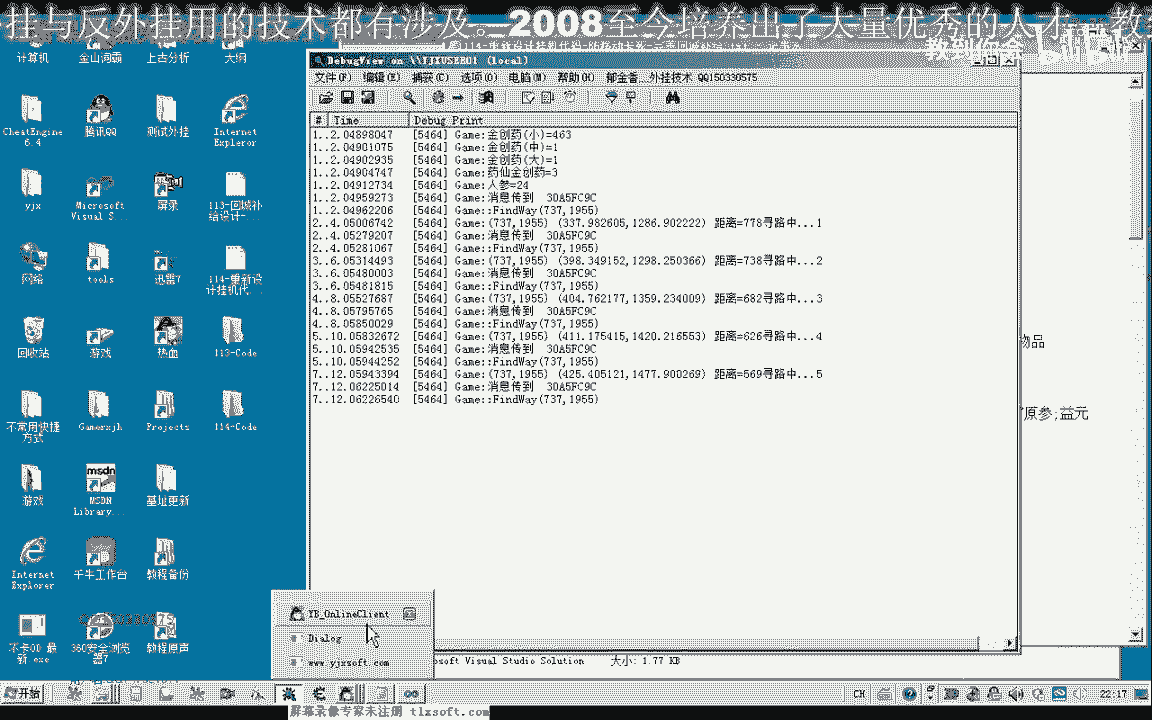 挂与反外挂用的技术都有涉及。2008至今培养出了大量优秀的人才。教
DebugView on \\YJXUSER01 (local)
文件(F) 编辑(E) 捕获(C) 选项(O) 电脑(M) 帮助(H) 郁金香...外挂技术 QQ150330575
# Time Debug Print
1..2.04898047 [5464] Game:金创药(小)=463
1..2.04901075 [5464] Game:金创药(中)=1
1..2.04902935 [5464] Game:金创药(大)=1
1..2.04904747 [5464] Game:药仙金创药=3
1..2.04912734 [5464] Game:人参=24
1..2.04959273 [5464] Game:消息传到 30A5FC9C
1..2.04962206 [5464] Game::FindWay(737,1955)
2..4.05006742 [5464] Game:(737,1955) (337.982605,1286.902222) 距离=778寻路中...1
2..4.05279207 [5464] Game:消息传到 30A5FC9C
2..4.05281067 [5464] Game::FindWay(737,1955)
3..6.05314493 [5464] Game:(737,1955) (398.349152,1298.250366) 距离=738寻路中...2
3..6.05480003 [5464] Game:消息传到 30A5FC9C
3..6.05481815 [5464] Game::FindWay(737,1955)
4..8.05527687 [5464] Game:(737,1955) (404.762177,1359.234009) 距离=682寻路中...3
4..8.05795765 [5464] Game:消息传到 30A5FC9C
4..8.05850029 [5464] Game::FindWay(737,1955)
5..10.05832672 [5464] Game:(737,1955) (411.175415,1420.216553) 距离=626寻路中...4
5..10.05942535 [5464] Game:消息传到 30A5FC9C
5..10.05944252 [5464] Game::FindWay(737,1955)
7..12.05943394 [5464] Game:(737,1955) (425.405121,1477.900269) 距离=569寻路中...5
7..12.06225014 [5464] Game:消息传到 30A5FC9C
7..12.06226540 [5464] Game::FindWay(737,1955)
物品
原参;益元
计算机 金山词霸 上古分析 大纲
CheatEngine 6.4 腾讯QQ 测试外挂 Internet Explorer
yjx Microsoft Visual S... 屏录 113-回城补给设计-...
网络 tools 迅雷7 114-重新设计挂机代...
回收站 游戏 热血 113-Code
不常用快捷方式 Gamerxjh Projects 114-Code
游戏 MSDN Library... 基址更新
Internet Explorer 千牛工作台 教程备份
不卡OD 最新.exe 360安全浏览器7 教程原声
YB_OnlineClient
Dialog
www.yjxsoft.com
osoft Visual Studio Solution 大小: 1.77 KB
开始 CH 22:17
屏幕录像专家未注册 tlxsoft.com